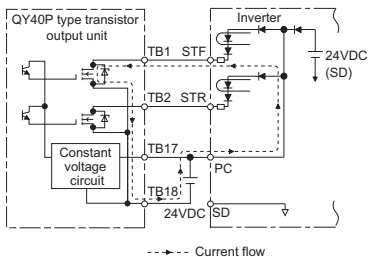 QY40P type transistor
output unit
Inverter
TB1 STF
24VDC
(SD)
TB2 STR
TB17
PC
Constant
voltage
circuit
TB18
24VDC SD
Current flow